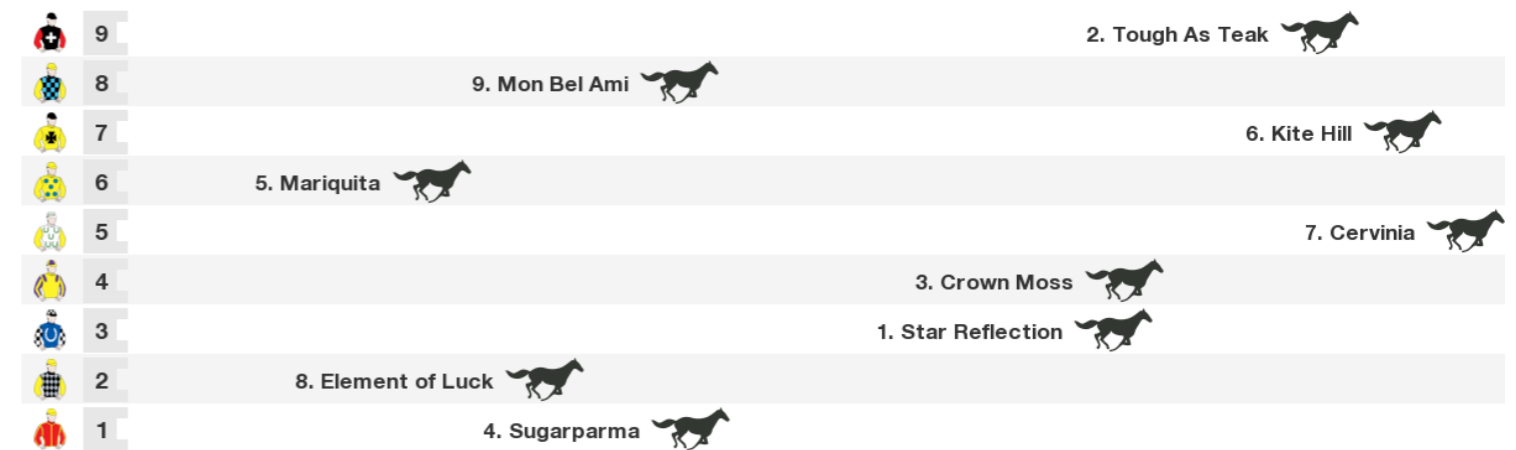 9 2. Tough As Teak
8 9. Mon Bel Ami
7 6. Kite Hill
6 5. Mariquita
5 7. Cervinia
4 3. Crown Moss
3 1. Star Reflection
2 8. Element of Luck
1 4. Sugarparma